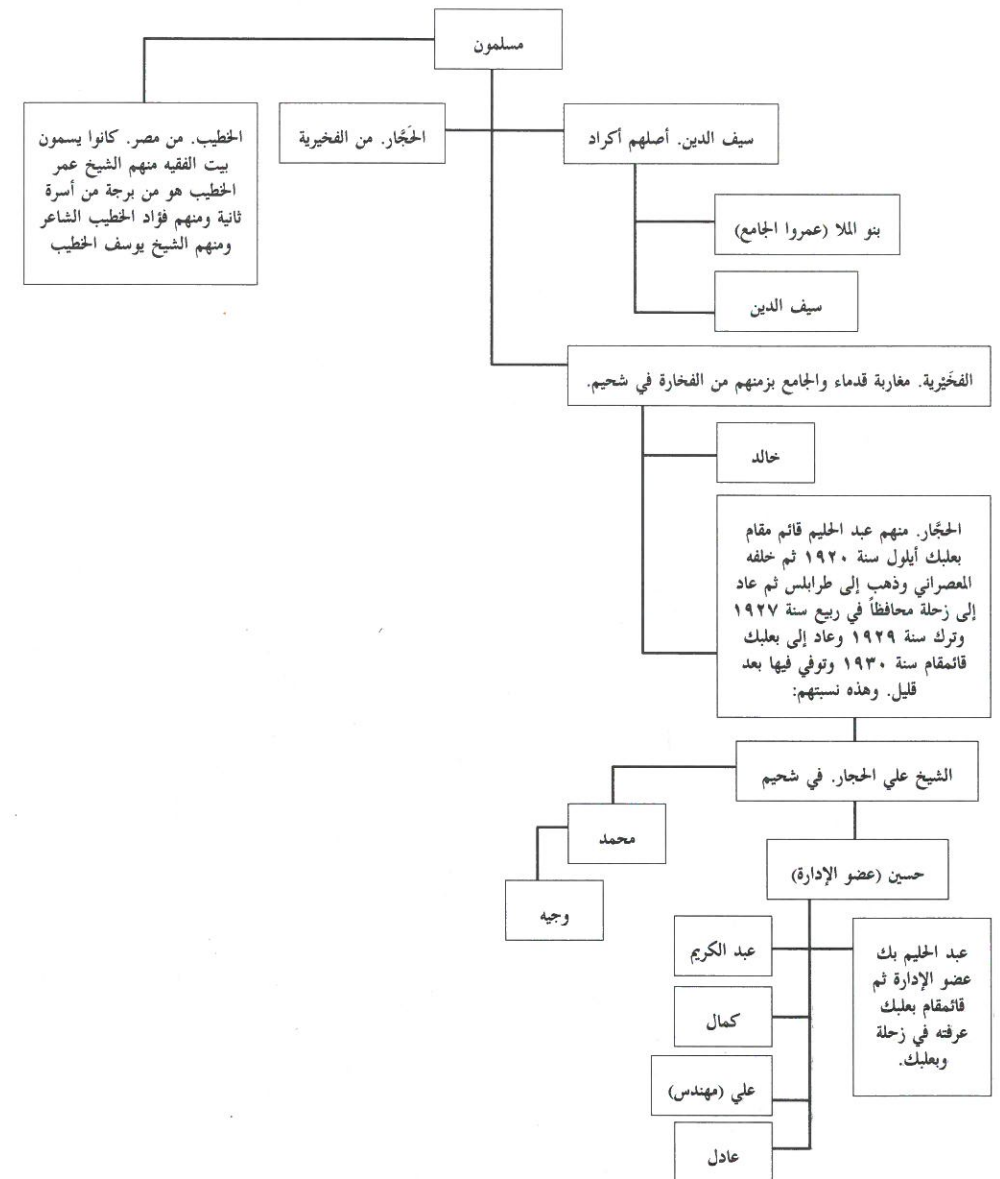 مسلمون
سيف الدين. أصلهم أكراد
الحَجَّار. من الفخيرية
الخطيب. من مصر. كانوا يسمون
بيت الفقيه منهم الشيخ عمر
الخطيب هو من برجة من أسرة
ثانية ومنهم فؤاد الخطيب الشاعر
ومنهم الشيخ يوسف الخطيب
بنو الملا (عمروا الجامع)
سيف الدين
الفخَيْرية. مغاربة قدماء والجامع بزمنهم من الفخارة في شحيم.
خالد
الحجَّار. منهم عبد الحليم قائم مقام
بعلبك أيلول سنة ١٩٢٠ ثم خلفه
المعصراني وذهب إلى طرابلس ثم عاد
إلى زحلة محافظاً في ربيع سنة ١٩٢٧
وترك سنة ١٩٢٩ وعاد إلى بعلبك
قائمقام سنة ١٩٣٠ وتوفي فيها بعد
قليل. وهذه نسبتهم:
الشيخ علي الحجار. في شحيم
محمد
وجيه
حسين (عضو الإدارة)
عبد الحليم بك
عضو الإدارة ثم
قائمقام بعلبك
عرفته في زحلة
وبعلبك.
عبد الكريم
كمال
علي (مهندس)
عادل